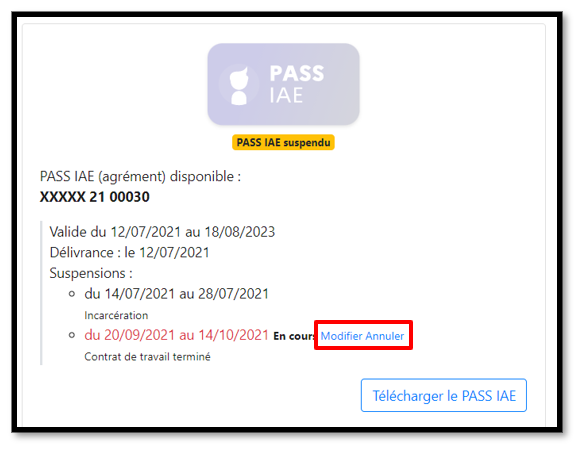 PASS
IAE
PASS IAE suspendu
PASS IAE (agrément) disponible :
XXXXX 21 00030
Valide du 12/07/2021 au 18/08/2023
Délivrance : le 12/07/2021
Suspensions :
du 14/07/2021 au 28/07/2021
Incarcération
du 20/09/2021 au 14/10/2021 En cours Modifier Annuler
Contrat de travail terminé
Télécharger le PASS IAE